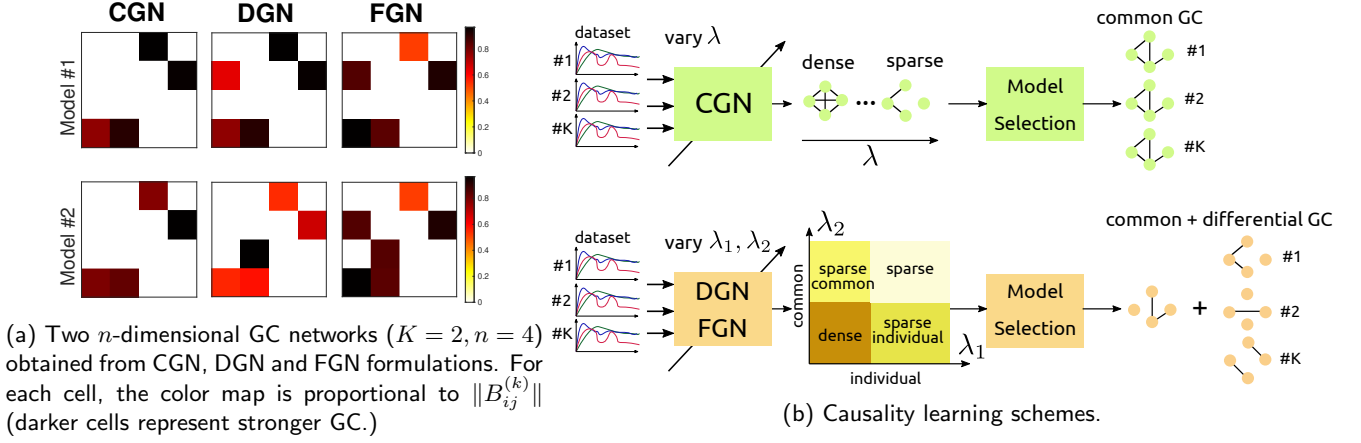 CGN DGN FGN
Model #1
0.8
0.6
0.4
0.2
0
Model #2
0.8
0.6
0.4
0.2
0
(a) Two n-dimensional GC networks (K = 2, n = 4)
obtained from CGN, DGN and FGN formulations. For
each cell, the color map is proportional to ‖B_{ij}^{(k)}‖
(darker cells represent stronger GC.)
dataset
#1
#2
#K
vary λ
CGN
dense ••• sparse
λ
Model
Selection
common GC
#1
#2
#K
dataset
#1
#2
#K
vary λ₁, λ₂
DGN
FGN
λ₂
common
sparse
common
sparse
dense
sparse
individual
λ₁
individual
Model
Selection
common + differential GC
+
#1
#2
#K
(b) Causality learning schemes.